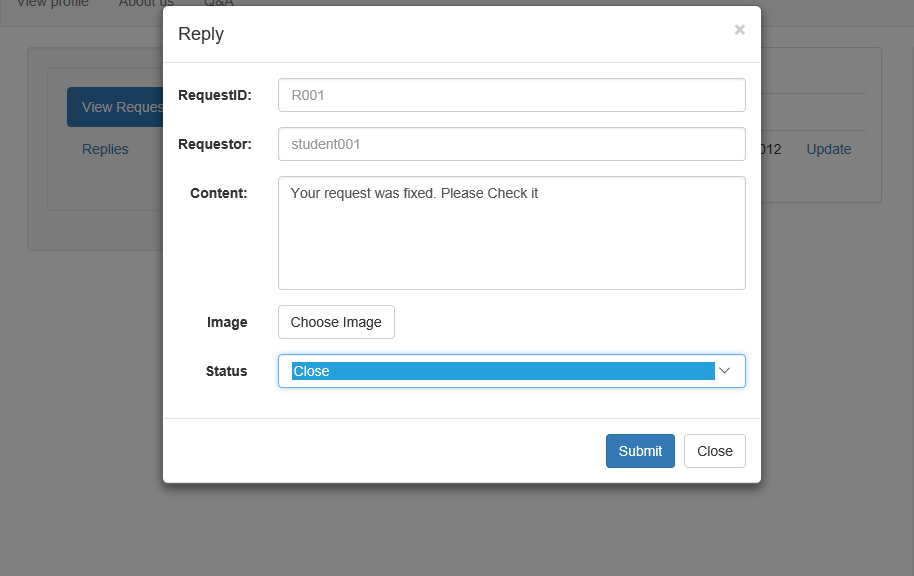 View profile About us Q&A
Reply ×
RequestID: R001
Requestor: student001
Content: Your request was fixed. Please Check it
Image Choose Image
Status Close
Submit Close
View Reques
Replies
012 Update